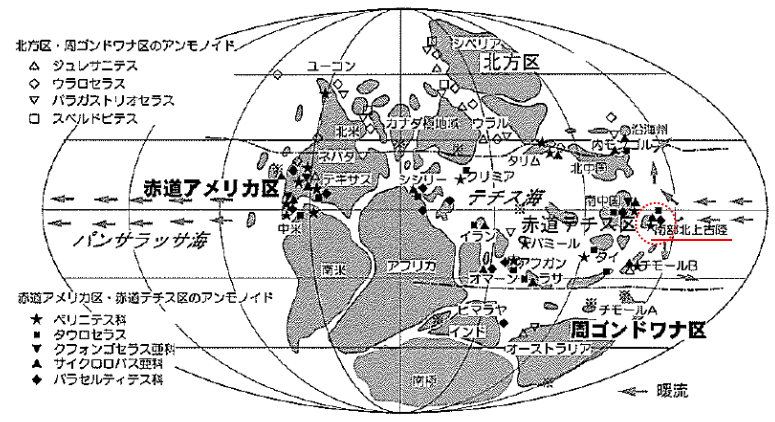 北方区・周ゴンドワナ区のアンモノイド
△ ジュレサニテス
◇ ウラロセラス
▽ パラガストリオセラス
□ スペルドビテス
ユーコン
シベリア
北方区
北米
カナダ極地域
ウラル
沿海州
内モンゴル
ネバダ
タリム
北中国
テキサス
シシリー
クリミア
赤道アメリカ区
テチス海
南中国
赤道テチス区
南部北上古陸
中米
パンサラッサ海
イラン
パミール
タイ
南米
アフリカ
アフガン
オマーン
チモールB
赤道アメリカ区・赤道テチス区のアンモノイド
★ ペリニテス科
■ タウロセラス
▼ クフォンゴセラス亜科
▲ サイクロロバス亜科
◆ パラセルティテス科
ヒマラヤ
チモールA
インド
周ゴンドワナ区
オーストラリア
南極
暖流